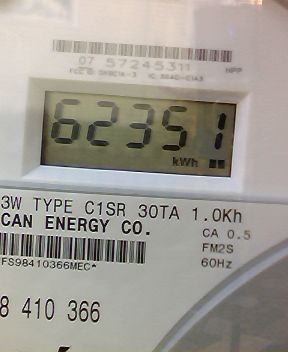 07 57245311
HPP
62351
kWh
3W TYPE C1SR 30TA 1.0Kh
CAN ENERGY CO.
CA 0.5
FM2S
60Hz
FS98410366MEC*
8 410 366